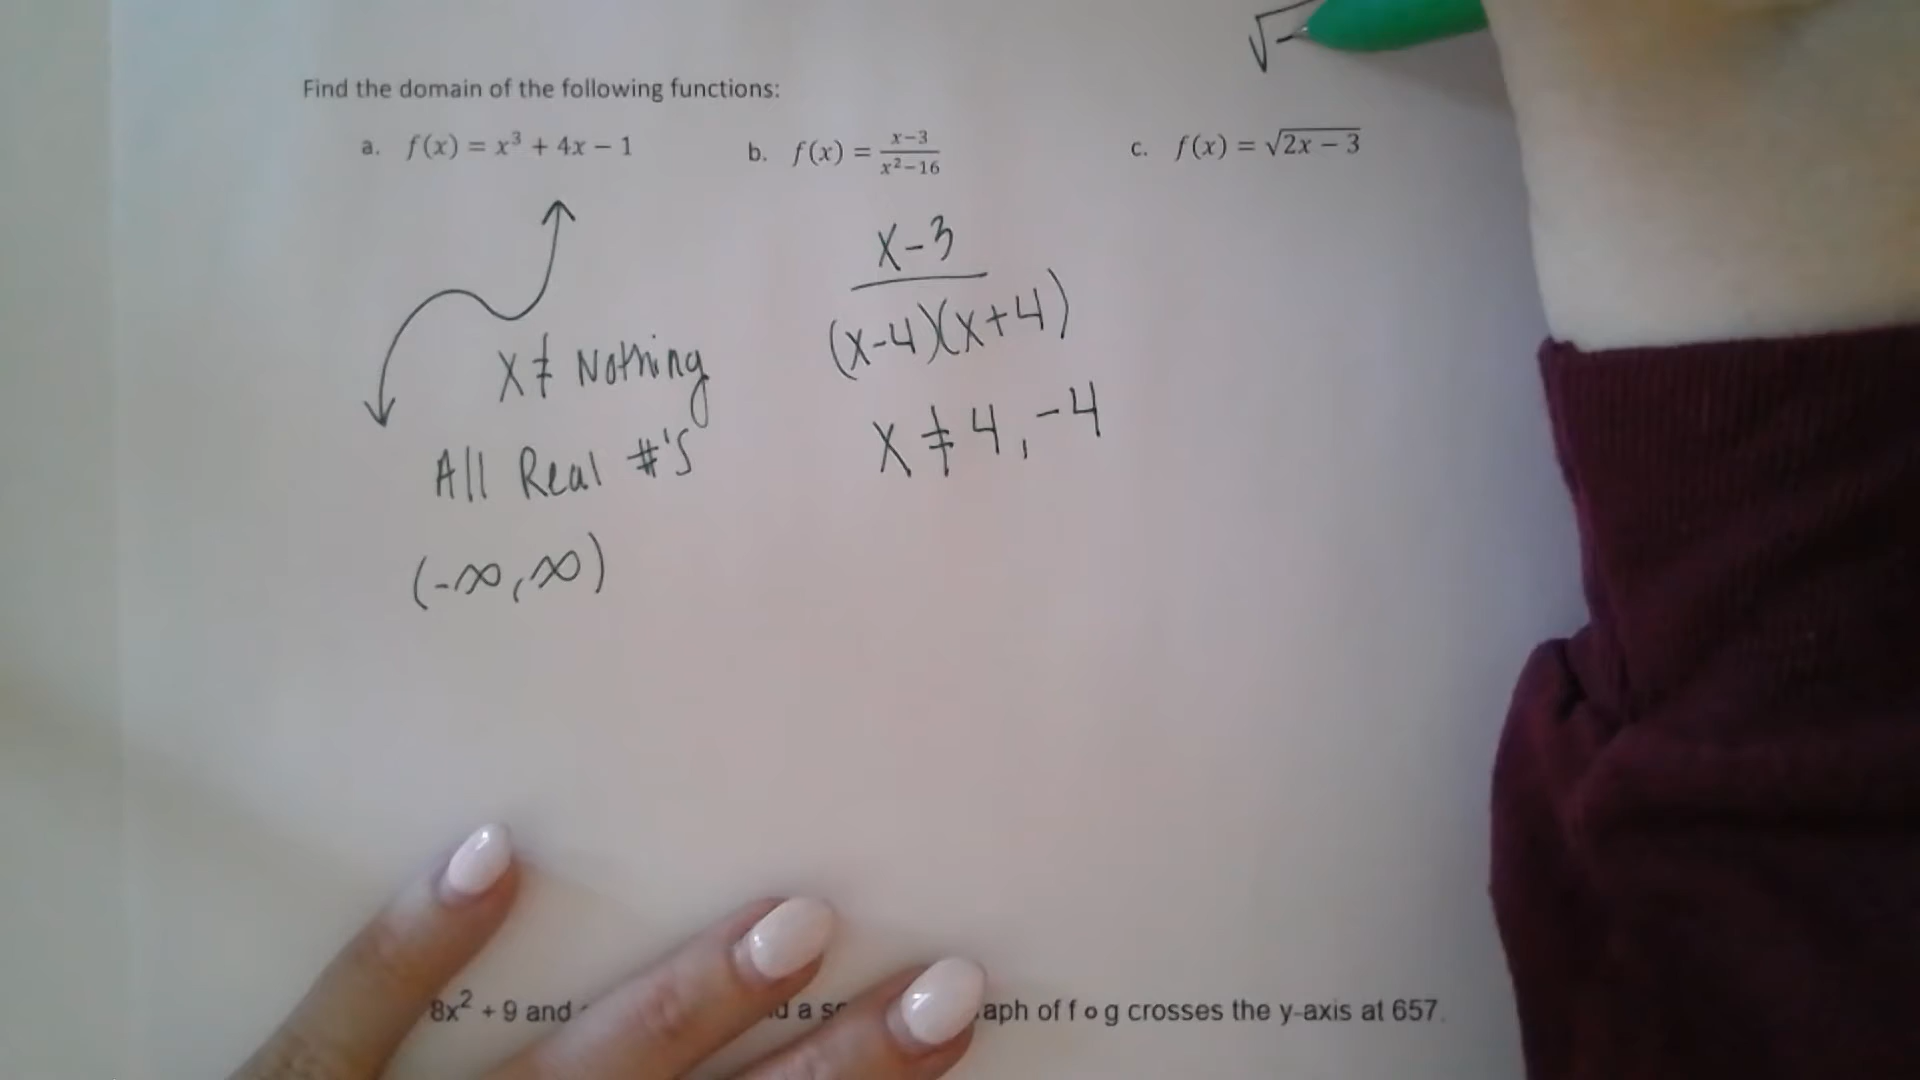 √-
Find the domain of the following functions:
a. f(x) = x³ + 4x − 1
b. f(x) = (x−3)/(x²−16)
c. f(x) = √(2x − 3)
X ≠ Nothing
All Real #'s
(-∞, ∞)
X-3
(X-4)(X+4)
X ≠ 4, -4
8x² + 9 and
aph of f ∘ g crosses the y-axis at 657.